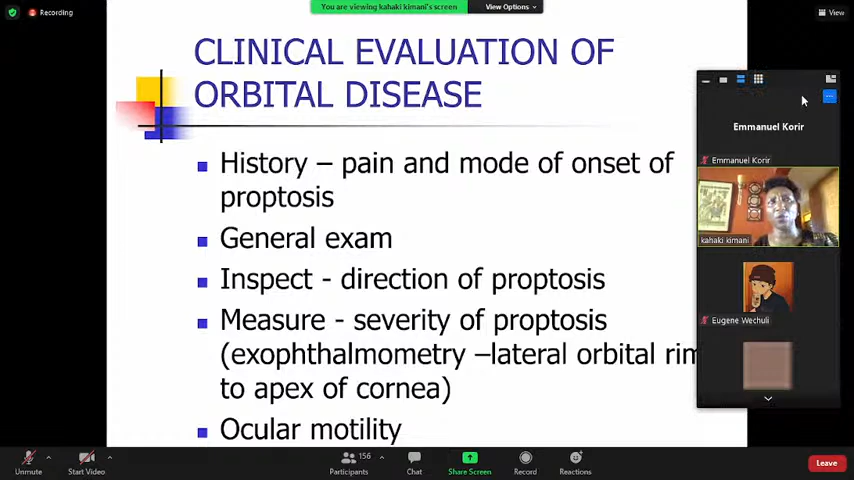 Recording
You are viewing kahaki kimani's screen
View Options
View
CLINICAL EVALUATION OF
ORBITAL DISEASE
History – pain and mode of onset of
proptosis
General exam
Inspect - direction of proptosis
Measure - severity of proptosis
(exophthalmometry –lateral orbital rim
to apex of cornea)
Ocular motility
Emmanuel Korir
Emmanuel Korir
kahaki kimani
Eugene Wechuli
Unmute
Start Video
156
Participants
Chat
Share Screen
Record
Reactions
Leave